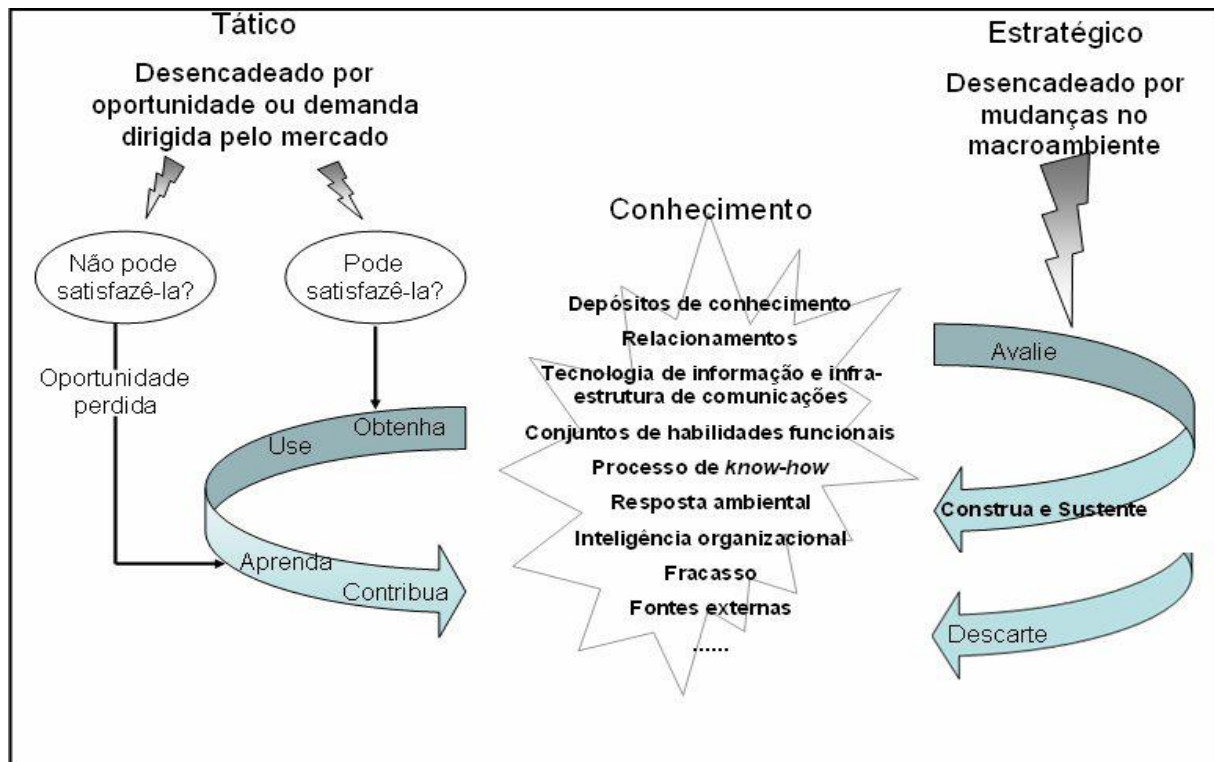 Tático
Desencadeado por
oportunidade ou demanda
dirigida pelo mercado
Não pode
satisfazê-la?
Pode
satisfazê-la?
Oportunidade
perdida
Obtenha
Use
Aprenda
Contribua
Conhecimento
Depósitos de conhecimento
Relacionamentos
Tecnologia de informação e infra-
estrutura de comunicações
Conjuntos de habilidades funcionais
Processo de know-how
Resposta ambiental
Inteligência organizacional
Fracasso
Fontes externas
......
Estratégico
Desencadeado por
mudanças no
macroambiente
Avalie
Construa e Sustente
Descarte